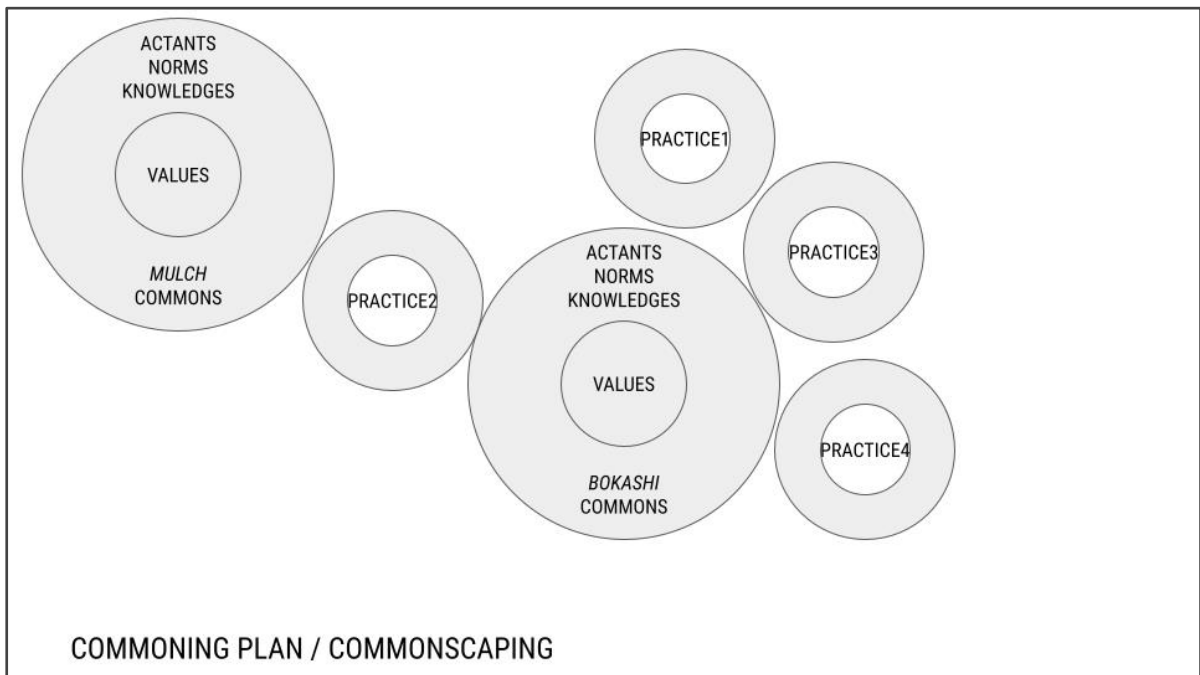 ACTANTS
NORMS
KNOWLEDGES
VALUES
MULCH
COMMONS
PRACTICE2
PRACTICE1
PRACTICE3
ACTANTS
NORMS
KNOWLEDGES
VALUES
BOKASHI
COMMONS
PRACTICE4
COMMONING PLAN / COMMONSCAPING